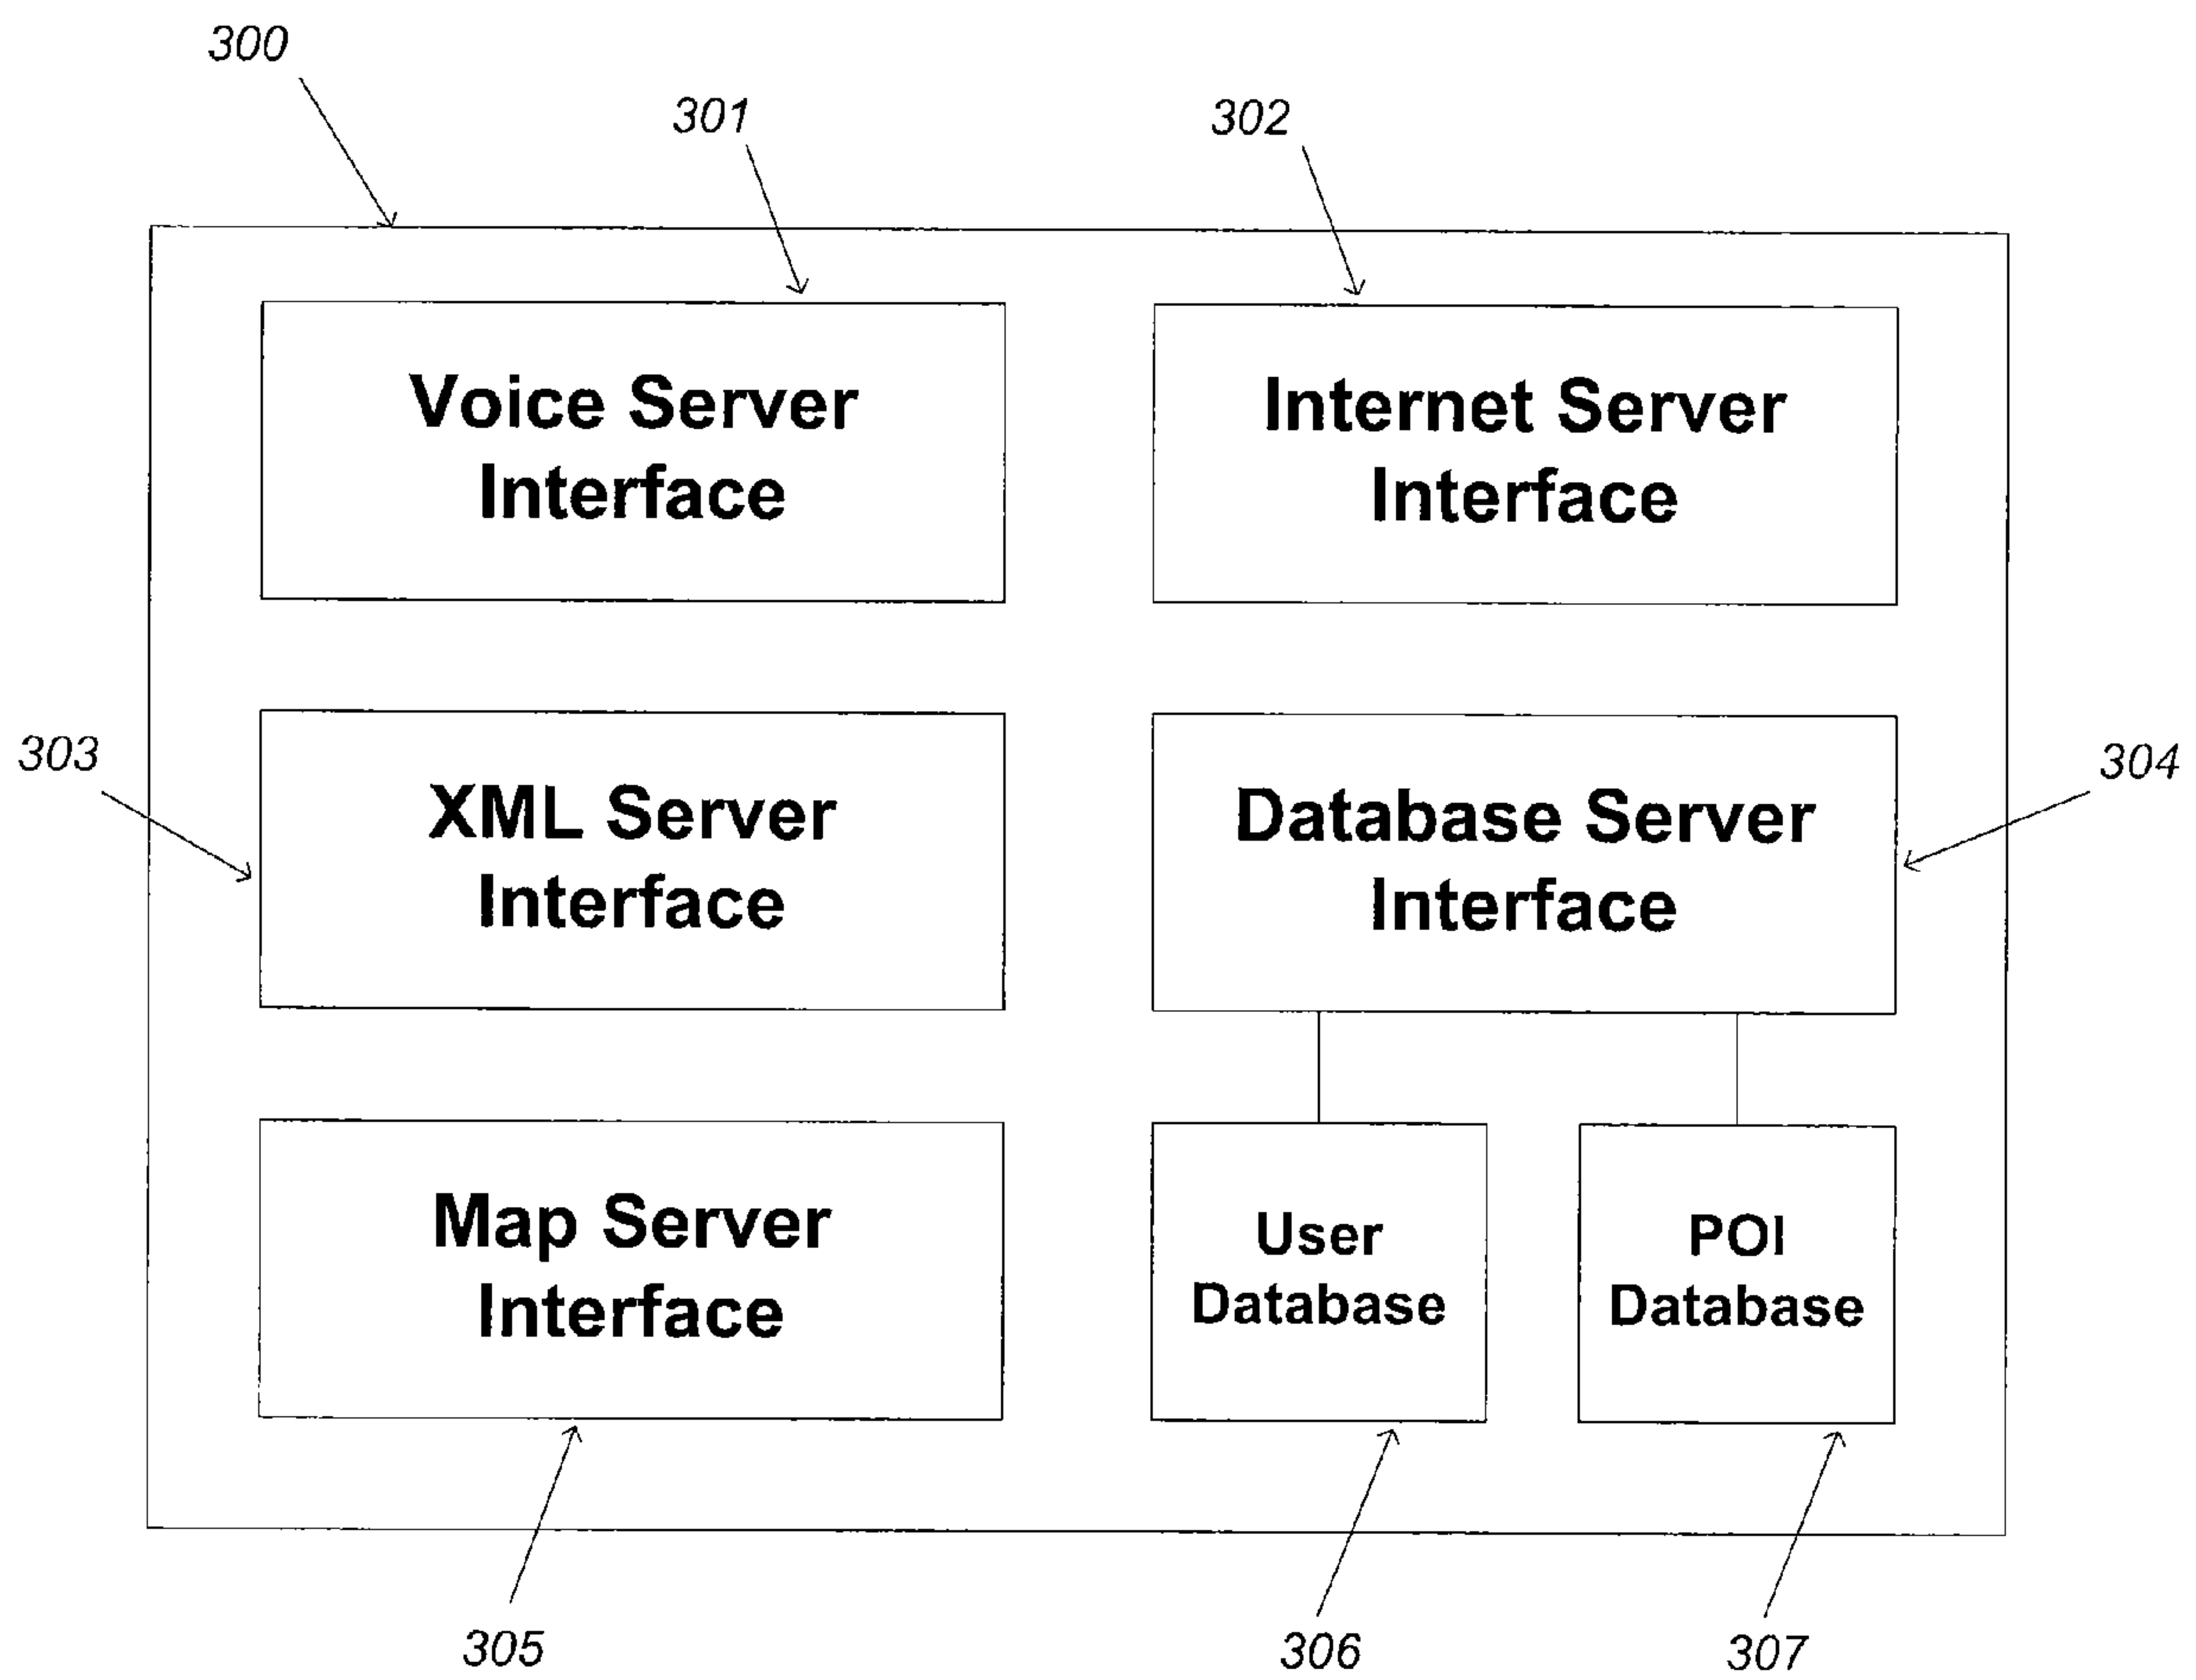 300
301
302
Voice Server
Interface
Internet Server
Interface
303
XML Server
Interface
Database Server
Interface
304
Map Server
Interface
User
Database
POI
Database
305
306
307